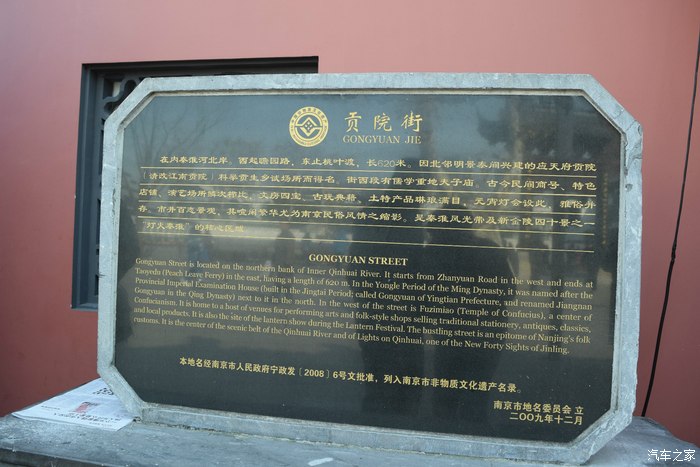 贡院街
GONGYUAN JIE
在内秦淮河北岸。西起瞻园路，东止桃叶渡，长620米。因北邻明景泰间兴建的应天府贡院
〔清改江南贡院〕科举贡生乡试场所而得名。街西段有儒学重地夫子庙。古今民间商号、特色
店铺、演艺场所鳞次栉比，文房四宝、古玩典籍、土特产品琳琅满目。元宵灯会设此。雅俗并
存。市井百态景观，其喧闹繁华尤为南京民俗风情之缩影。是秦淮风光带及新金陵四十景之一
“灯火秦淮”的核心区域
GONGYUAN STREET
Gongyuan Street is located on the northern bank of Inner Qinhuai River. It starts from Zhanyuan Road in the west and ends at
Taoyedu (Peach Leave Ferry) in the east, having a length of 620 m. In the Yongle Period of the Ming Dynasty, it was named after the
Provincial Imperial Examination House (built in the Jingtai Period; called Gongyuan of Yingtian Prefecture, and renamed Jiangnan
Gongyuan in the Qing Dynasty) next to it in the north. In the west of the street is Fuzimiao (Temple of Confucius), a center of
Confucianism. It is home to a host of venues for performing arts and folk-style shops selling traditional stationery, antiques, classics,
and local products. It is also the site of the lantern show during the Lantern Festival. The bustling street is an epitome of Nanjing's folk
customs. It is the center of the scenic belt of the Qinhuai River and of Lights on Qinhuai, one of the New Forty Sights of Jinling.
本地名经南京市人民政府宁政发〔2008〕6号文批准，列入南京市非物质文化遗产名录。
南京市地名委员会 立
二〇〇九年十二月
汽车之家